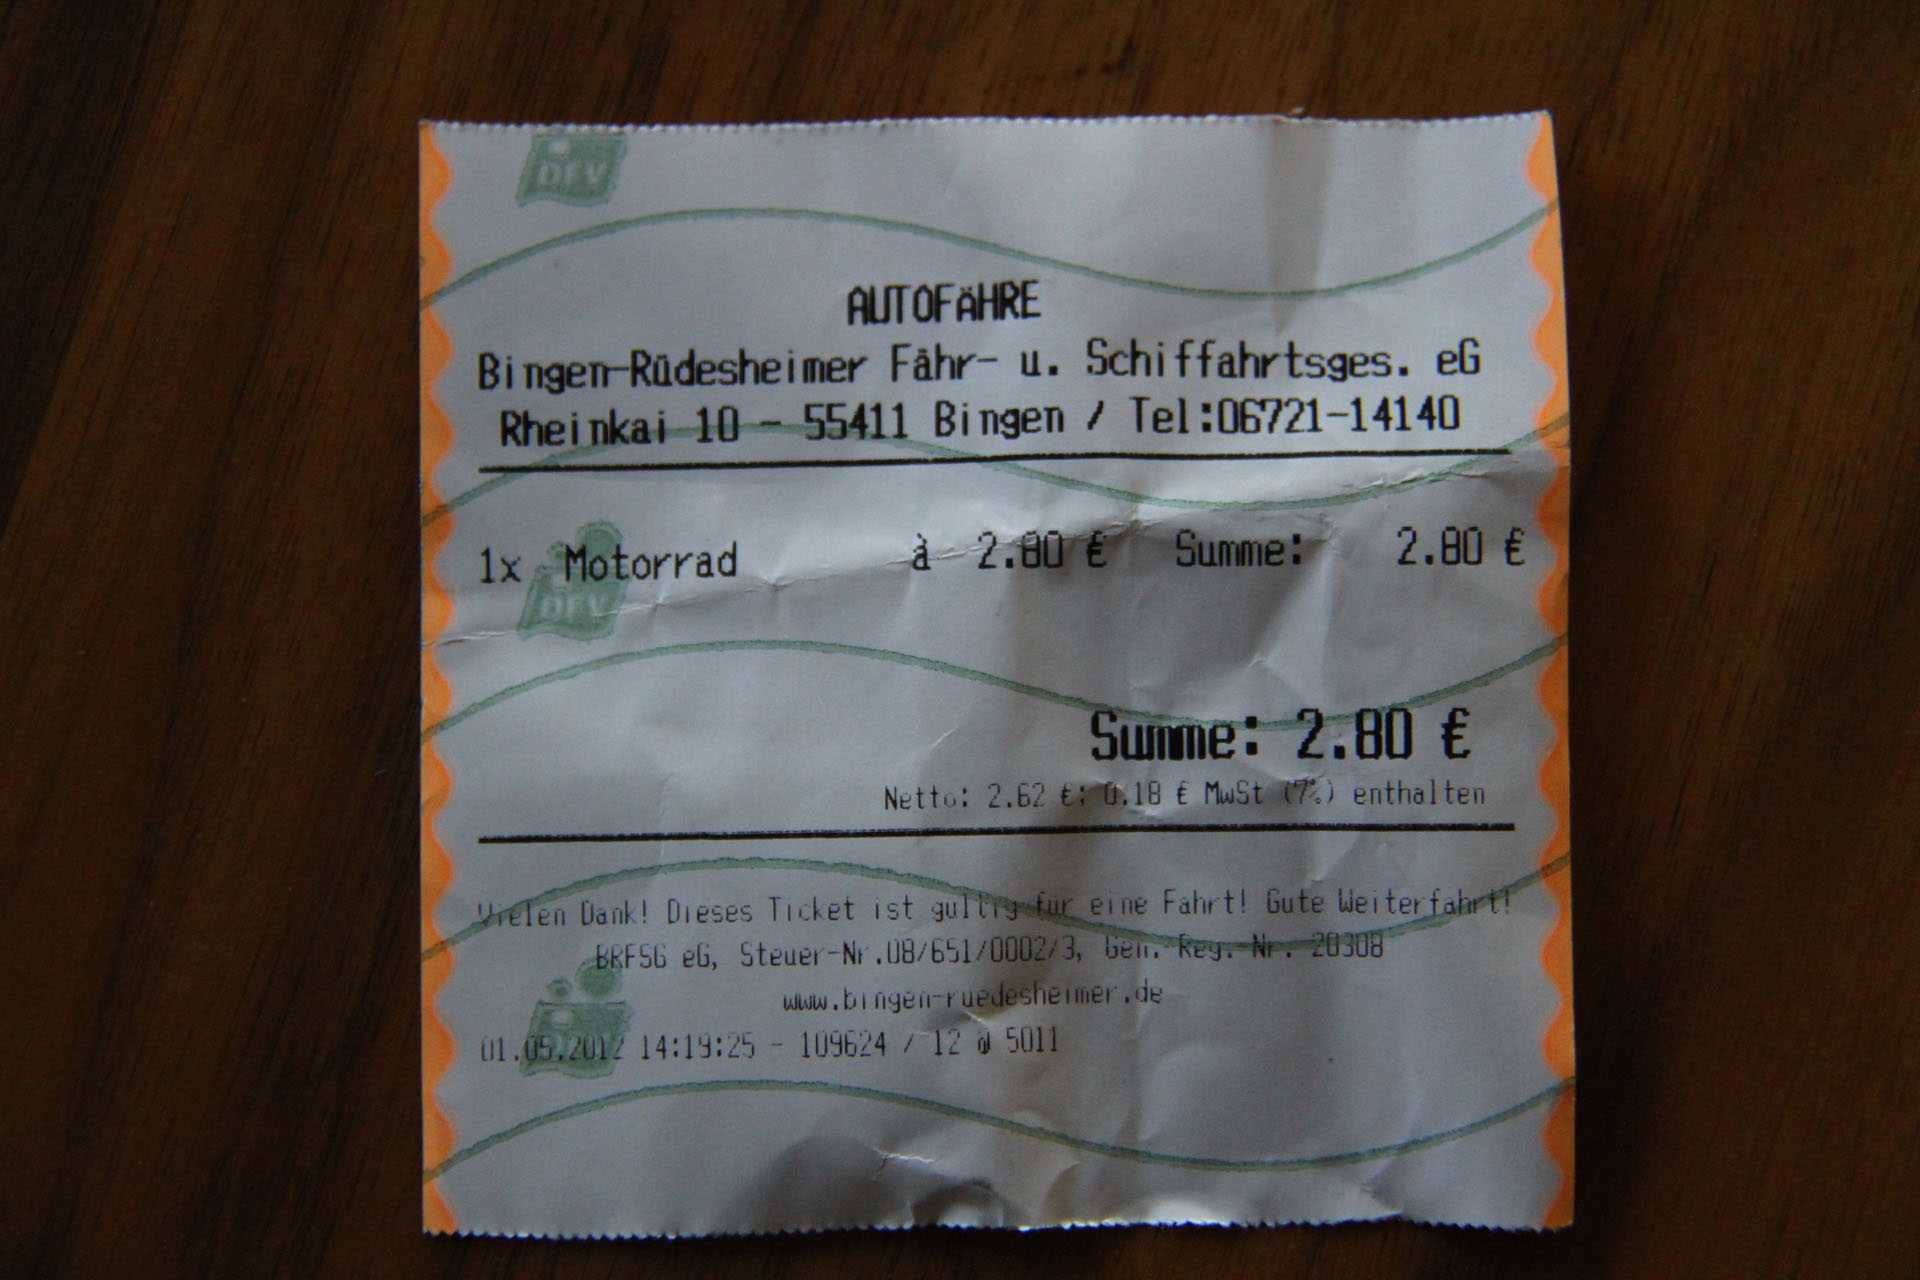 DFV
AUTOFÄHRE
Bingen-Rüdesheimer Fähr- u. Schiffahrtsges. eG
Rheinkai 10 - 55411 Bingen / Tel:06721-14140
1x Motorrad à 2.80 € Summe: 2.80 €
DFV
Summe: 2.80 €
Netto: 2.62 €; 0.18 € MwSt (7%) enthalten
Vielen Dank! Dieses Ticket ist gültig für eine Fahrt! Gute Weiterfahrt!
BRFSG eG, Steuer-Nr.08/651/0002/3, Gen.-Reg.-Nr. 20308
www.bingen-ruedesheimer.de
01.05.2012 14:19:25 - 109624 / 12 @ 5011